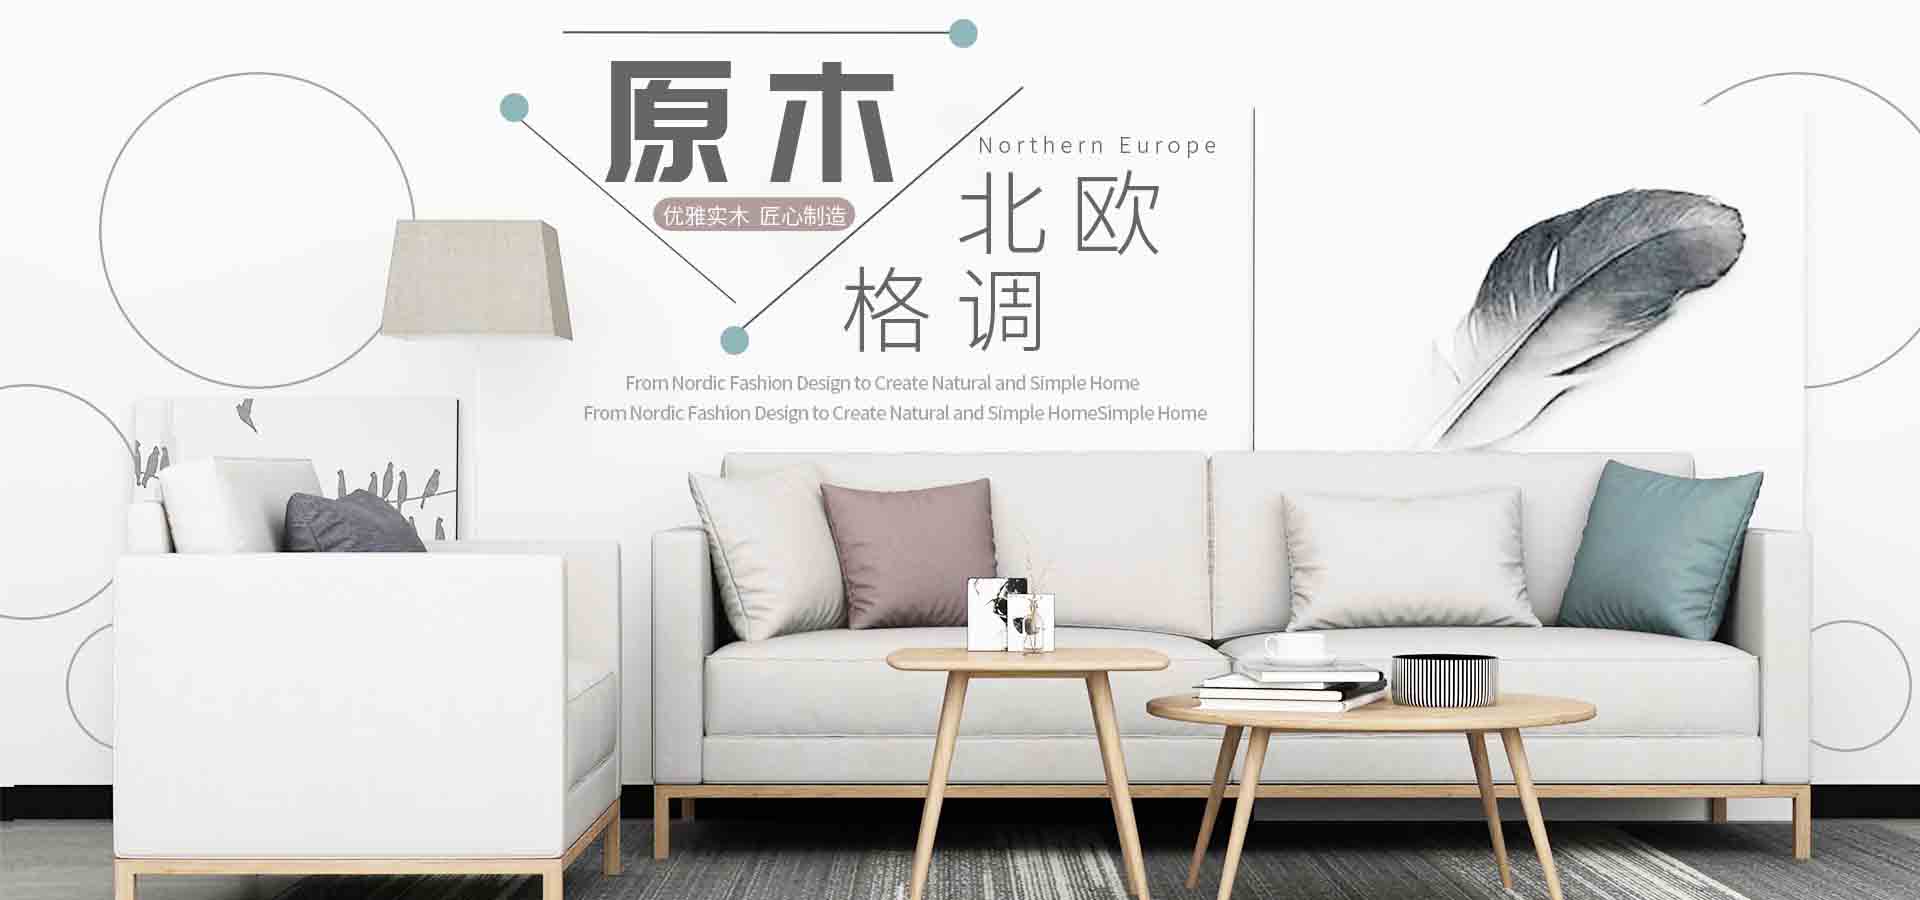 原木
优雅实木 匠心制造
Northern Europe
北欧
格调
From Nordic Fashion Design to Create Natural and Simple Home
From Nordic Fashion Design to Create Natural and Simple HomeSimple Home